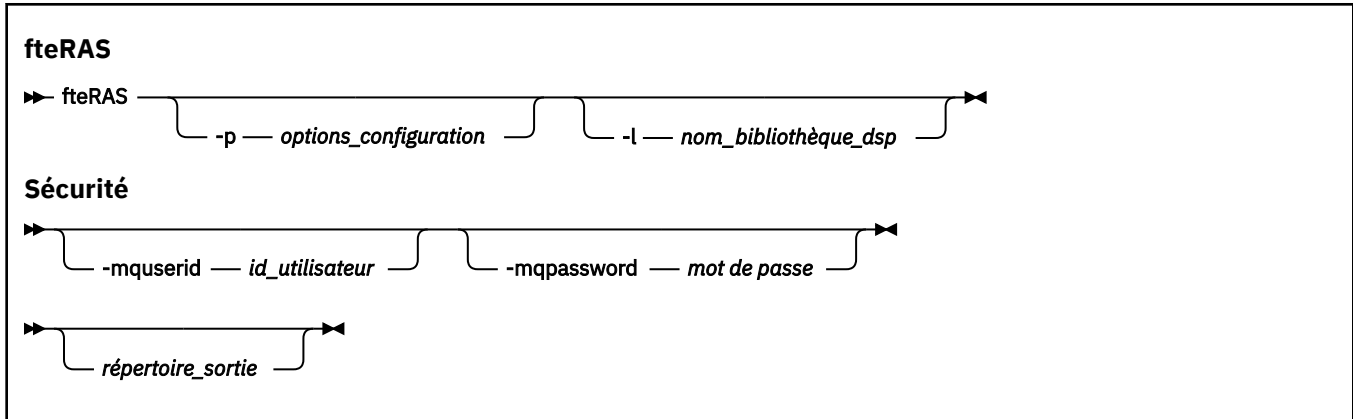 fteRAS
fteRAS
-p options_configuration -l nom_bibliothèque_dsp
Sécurité
-mquserid id_utilisateur -mqpassword mot de passe
répertoire_sortie